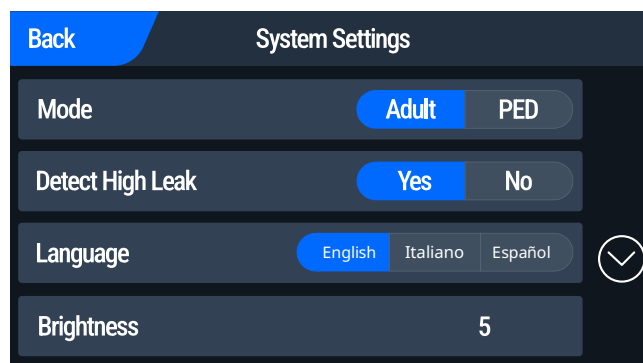 Back System Settings
Mode Adult PED
Detect High Leak Yes No
Language English Italiano Español
Brightness 5